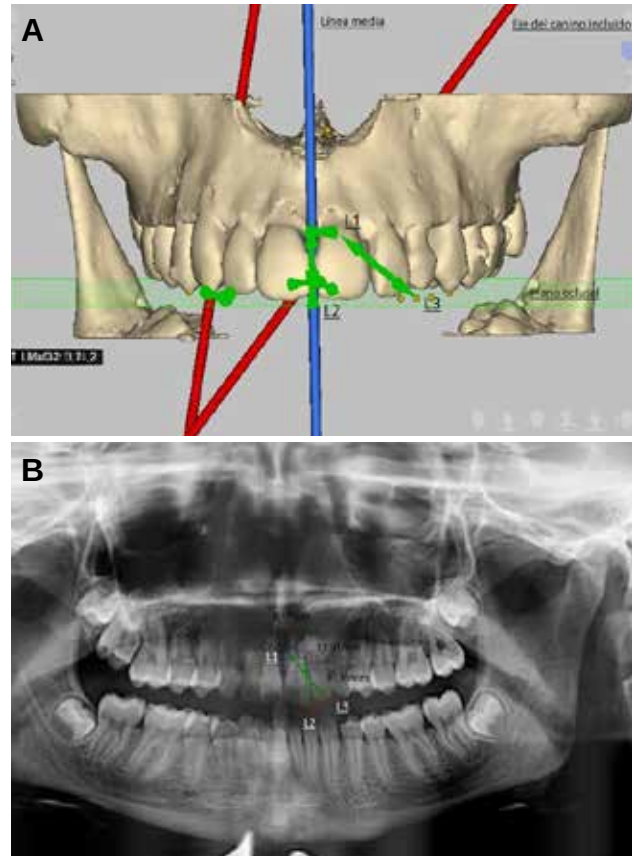 A
Línea media
Eje del canino incluido
L1
Plano oclusal
L3
L2
B
L1
L3
L2